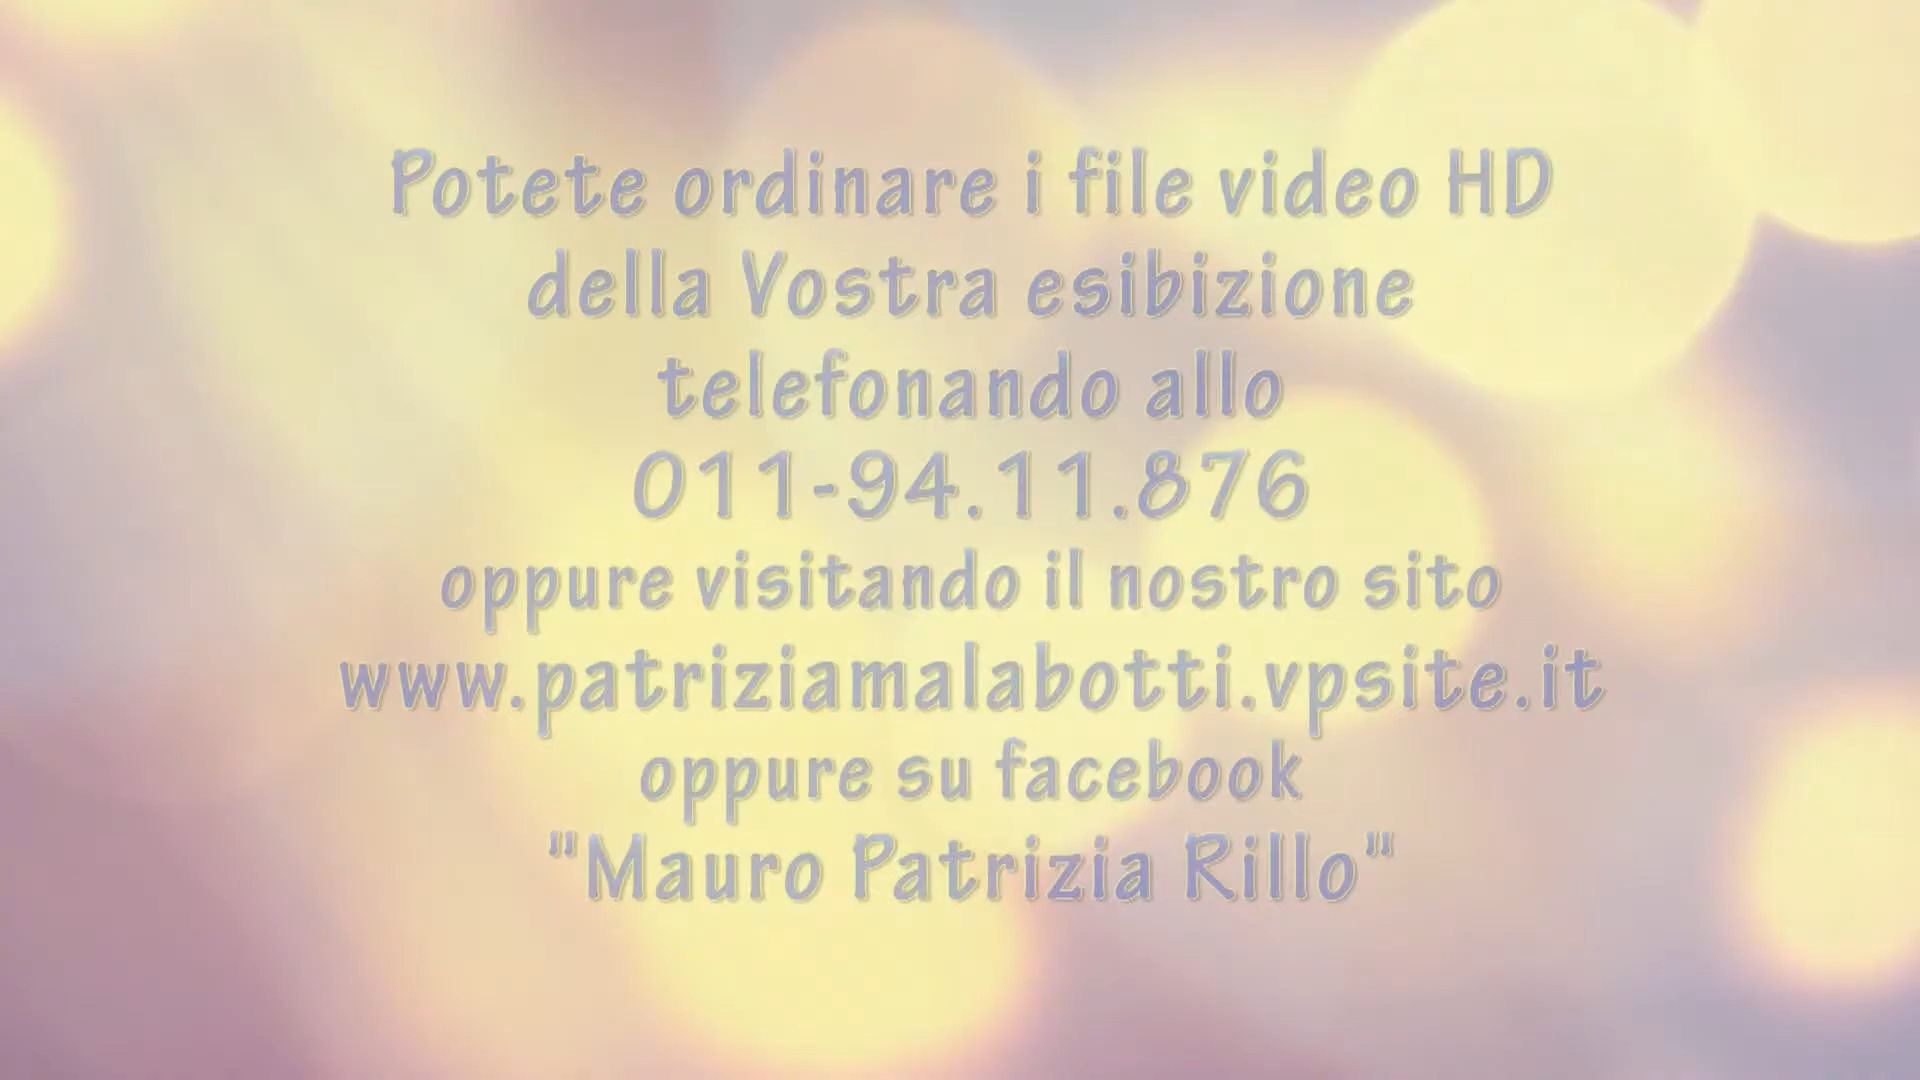 Potete ordinare i file video HD
della Vostra esibizione
telefonando allo
011-94.11.876
oppure visitando il nostro sito
www.patriziamalabotti.vpsite.it
oppure su facebook
"Mauro Patrizia Rillo"